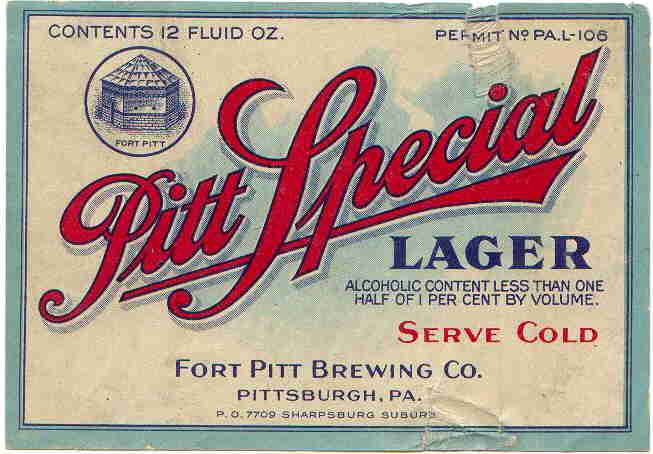 CONTENTS 12 FLUID OZ.
PERMIT No PA.L-106
FORT PITT
Pitt Special
LAGER
ALCOHOLIC CONTENT LESS THAN ONE
HALF OF 1 PER CENT BY VOLUME.
SERVE COLD
FORT PITT BREWING CO.
PITTSBURGH, PA.
P.O. 7709 SHARPSBURG SUBURB